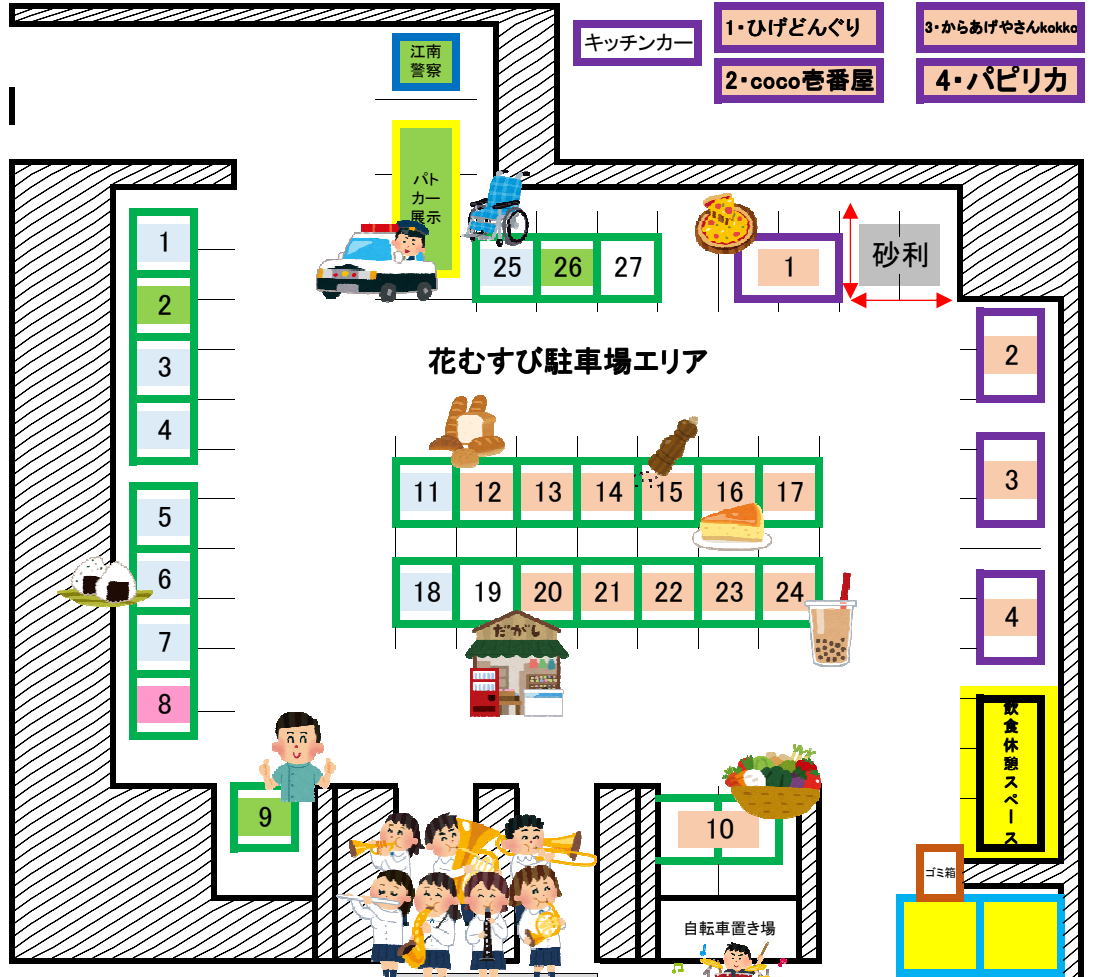 江南
警察
キッチンカー
1・ひげどんぐり
3・からあげやさんkokko
2・coco壱番屋
4・パピリカ
パト
カー
展示
1
2
3
4
5
6
7
8
9
25
26
27
1
砂利
花むすび駐車場エリア
2
3
4
11
12
13
14
15
16
17
18
19
20
21
22
23
24
だがし
10
飲食休憩スペース
ゴミ箱
自転車置き場